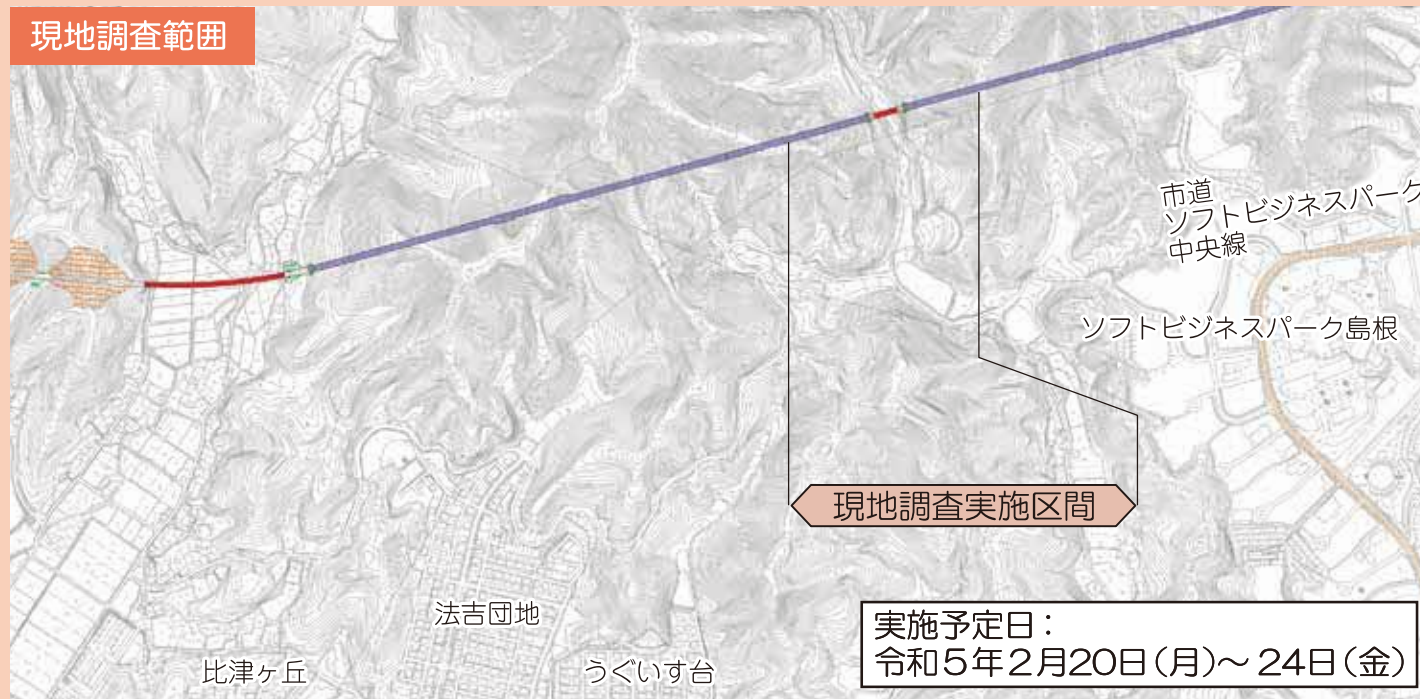 現地調査範囲
市道
ソフトビジネスパーク
中央線
ソフトビジネスパーク島根
現地調査実施区間
法吉団地
比津ヶ丘
うぐいす台
実施予定日：
令和5年2月20日(月)～24日(金)